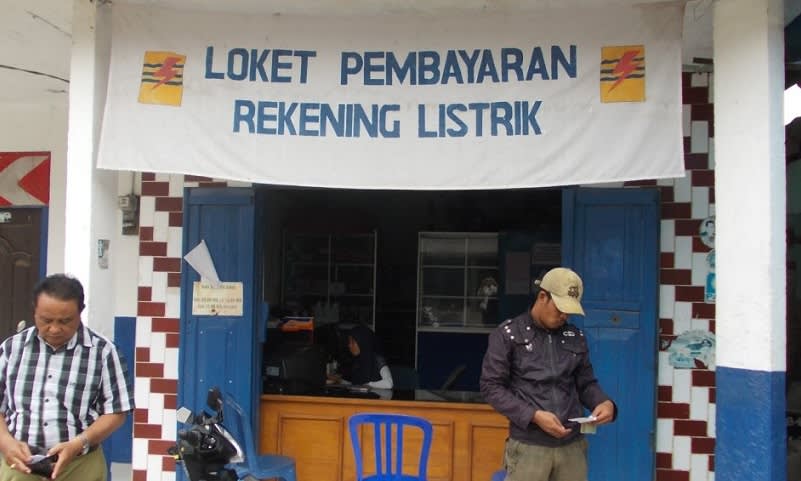 LOKET PEMBAYARAN
REKENING LISTRIK